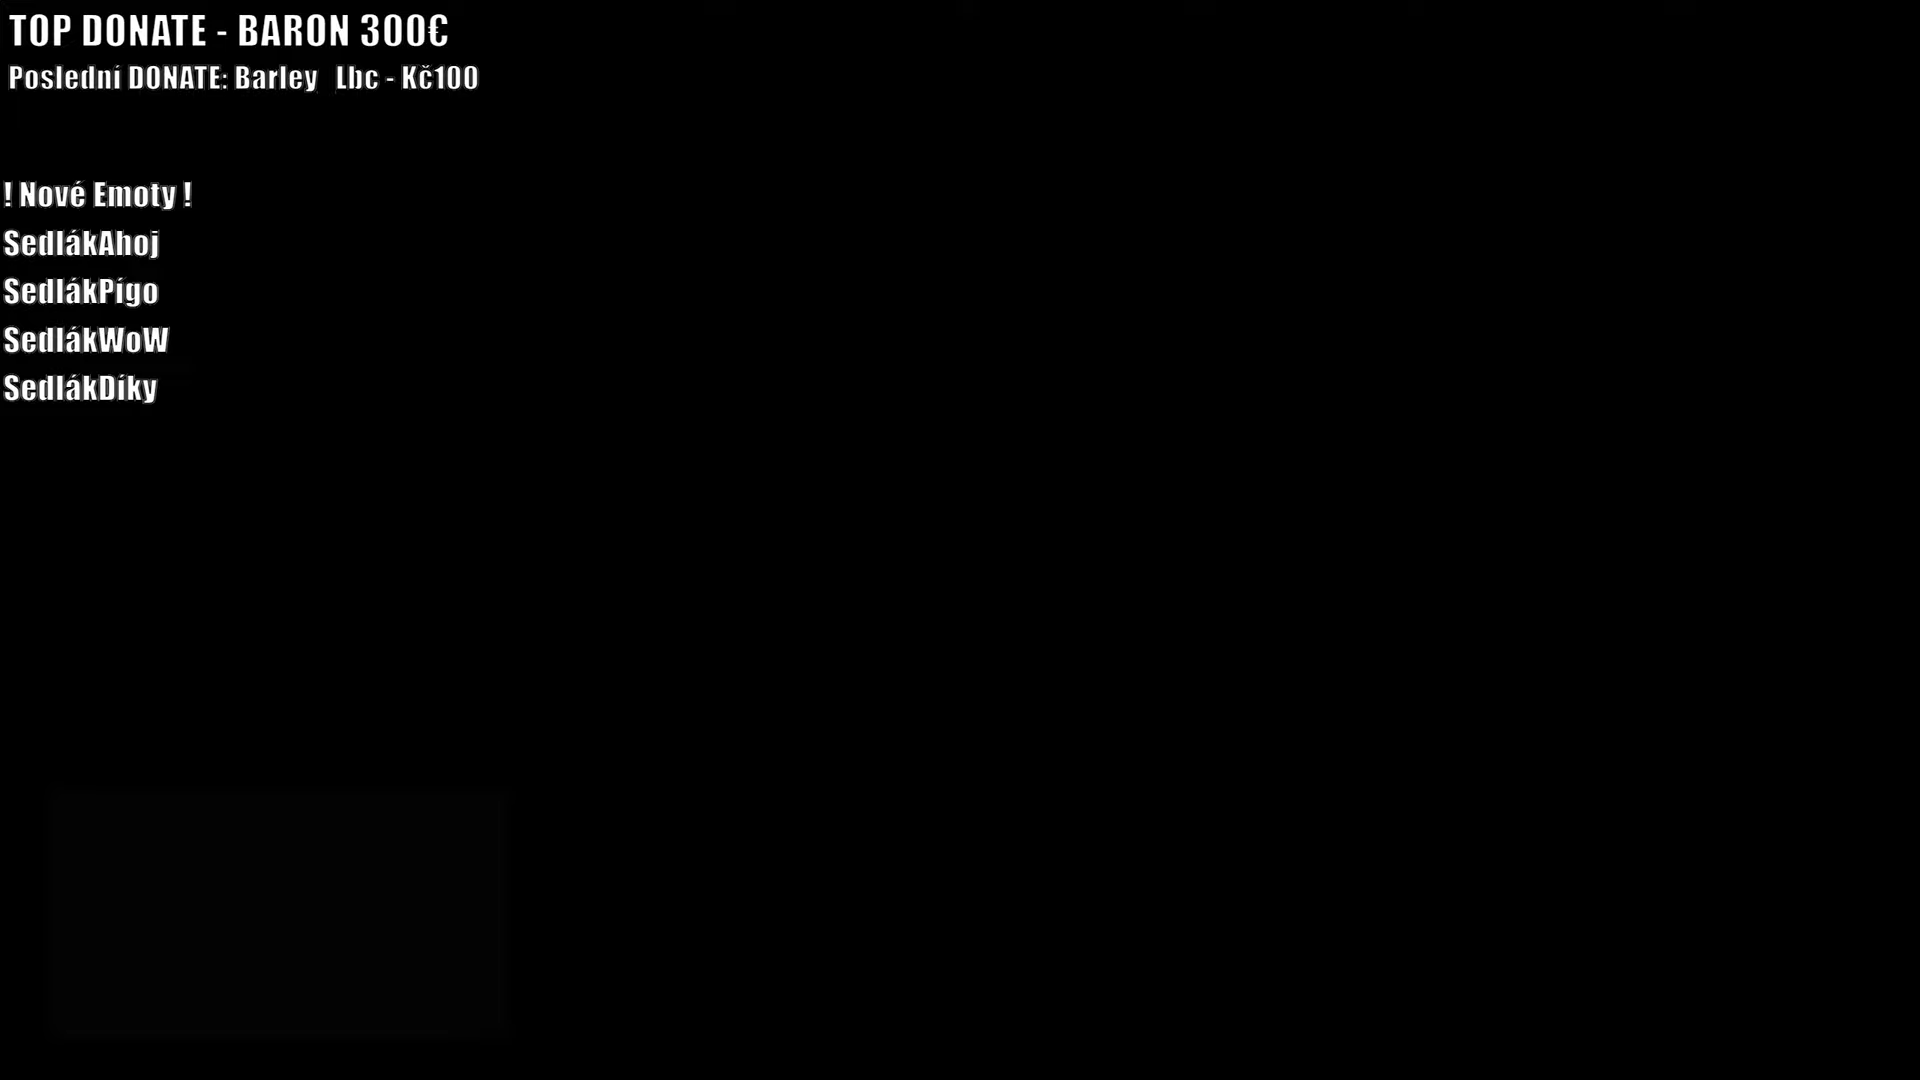 TOP DONATE - BARON 300€
Poslední DONATE: Barley Lbc - Kč100
! Nové Emoty !
SedlákAhoj
SedlákPígo
SedlákWoW
SedlákDíky